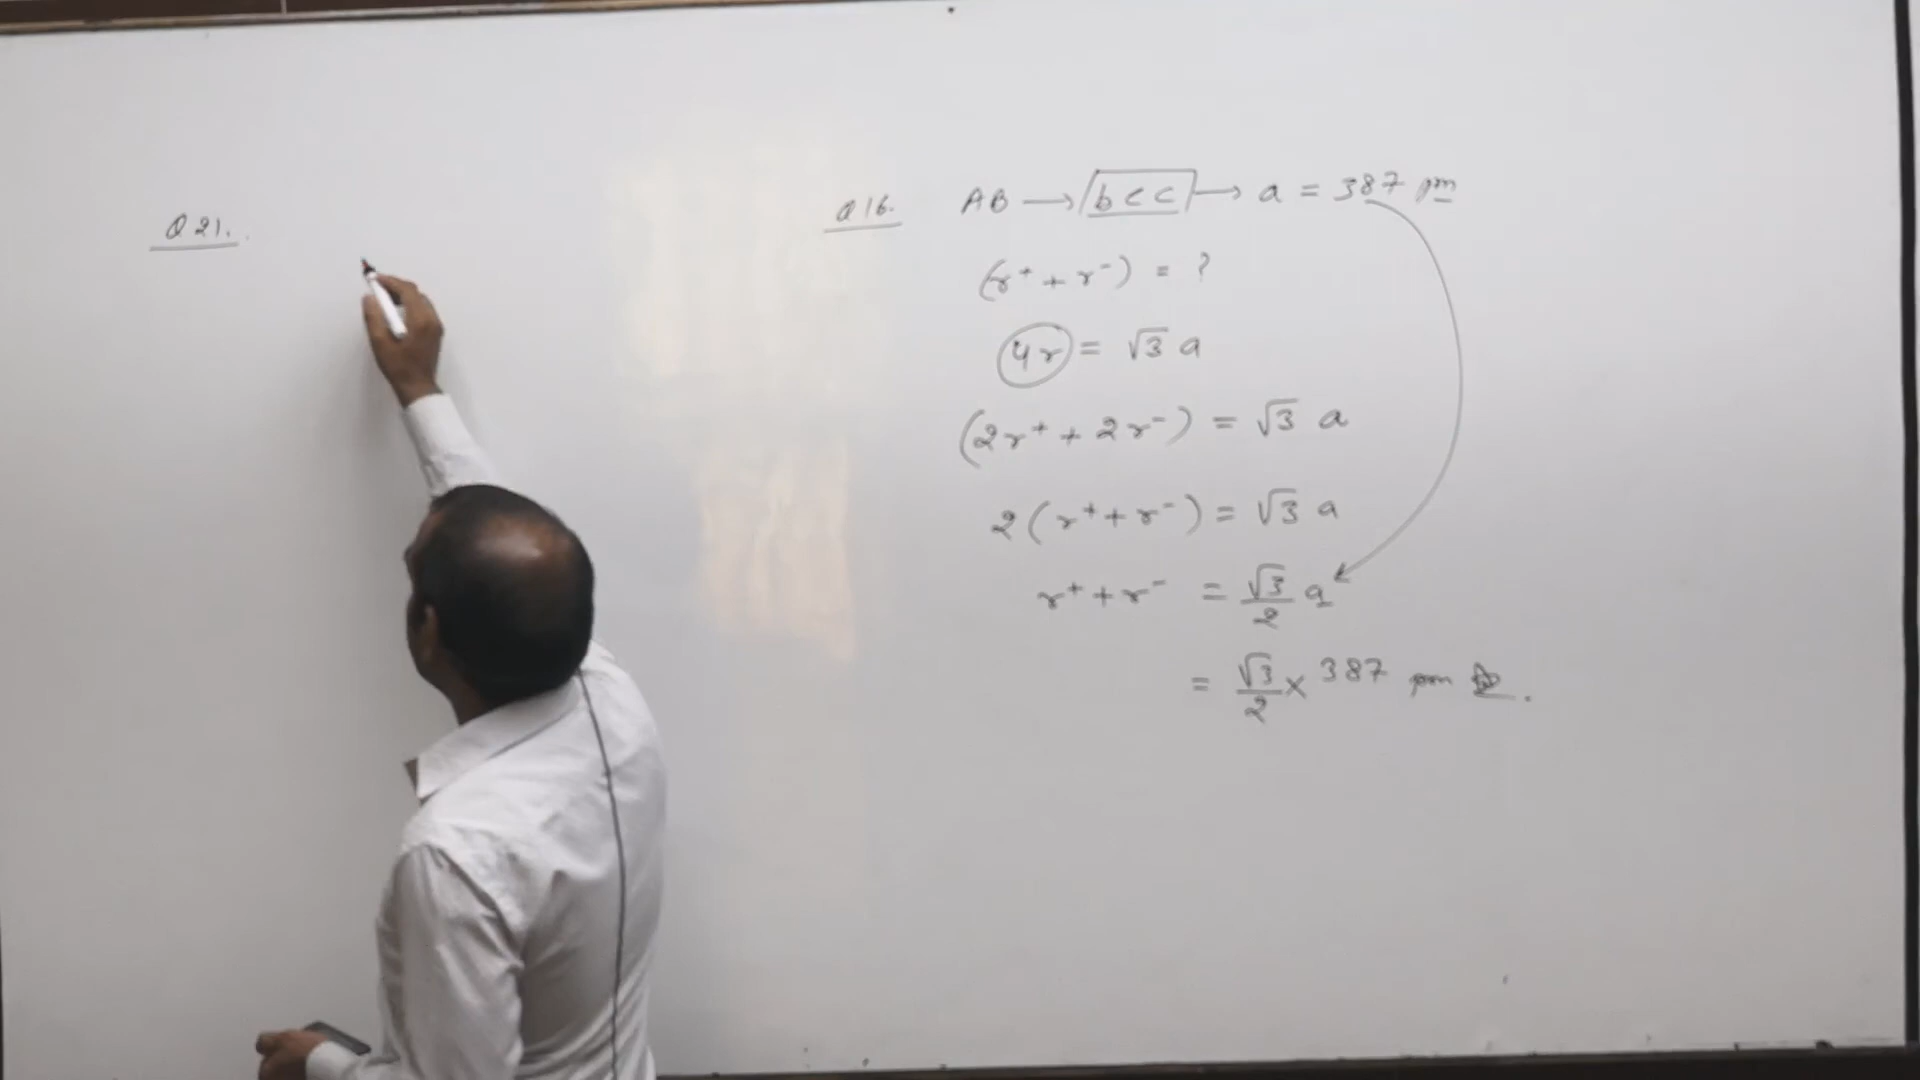 Q 21.
Q 16. AB → bcc → a = 387 pm
(r⁺ + r⁻) = ?
4r = √3 a
(2r⁺ + 2r⁻) = √3 a
2 (r⁺ + r⁻) = √3 a
r⁺ + r⁻ = √3/2 a
= √3/2 × 387 pm